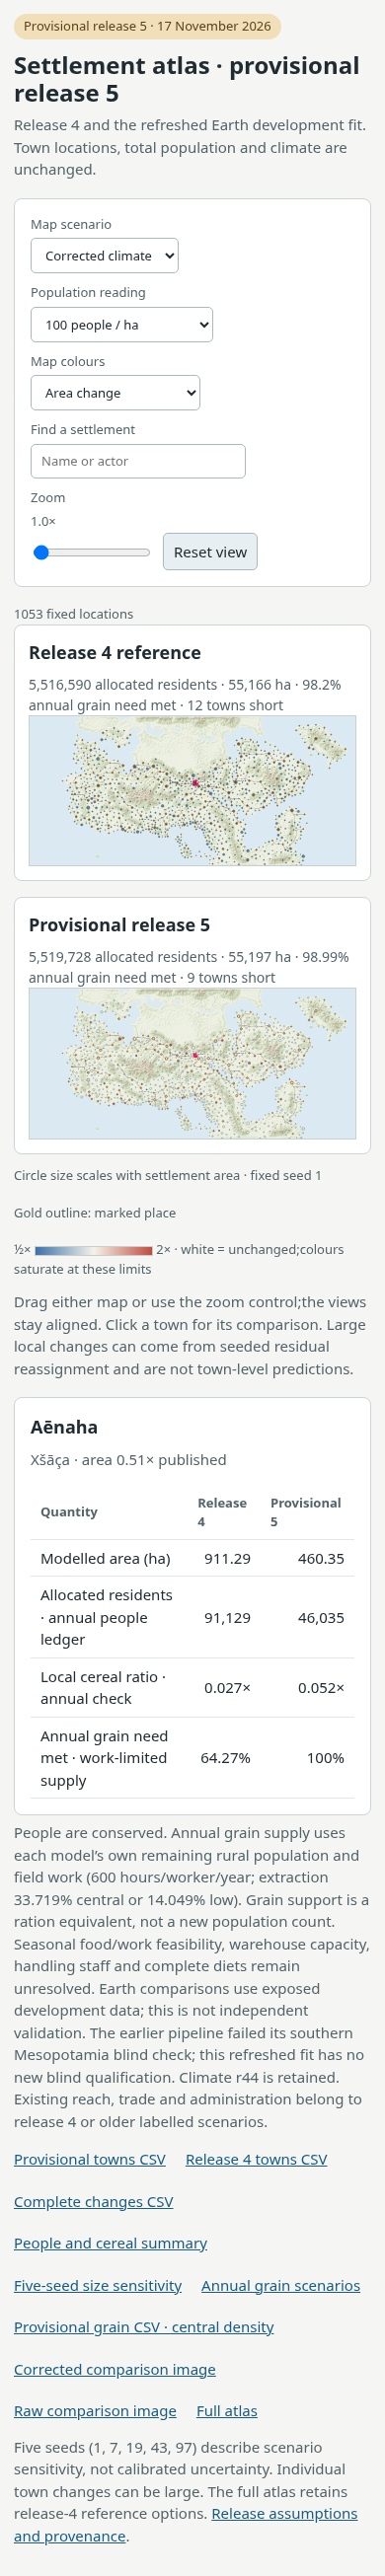 Provisional release 5 · 17 November 2026
Settlement atlas · provisional
release 5
Release 4 and the refreshed Earth development fit.
Town locations, total population and climate are
unchanged.
Map scenario
Corrected climate
Population reading
100 people / ha
Map colours
Area change
Find a settlement
Name or actor
Zoom
1.0×
Reset view
1053 fixed locations
Release 4 reference
5,516,590 allocated residents · 55,166 ha · 98.2%
annual grain need met · 12 towns short
Provisional release 5
5,519,728 allocated residents · 55,197 ha · 98.99%
annual grain need met · 9 towns short
Circle size scales with settlement area · fixed seed 1
Gold outline: marked place
½× 2× · white = unchanged;colours
saturate at these limits
Drag either map or use the zoom control;the views
stay aligned. Click a town for its comparison. Large
local changes can come from seeded residual
reassignment and are not town-level predictions.
Aēnaha
Xšāça · area 0.51× published
Quantity Release 4 Provisional 5
Modelled area (ha) 911.29 460.35
Allocated residents
· annual people 91,129 46,035
ledger
Local cereal ratio · 0.027× 0.052×
annual check
Annual grain need
met · work-limited 64.27% 100%
supply
People are conserved. Annual grain supply uses
each model's own remaining rural population and
field work (600 hours/worker/year; extraction
33.719% central or 14.049% low). Grain support is a
ration equivalent, not a new population count.
Seasonal food/work feasibility, warehouse capacity,
handling staff and complete diets remain
unresolved. Earth comparisons use exposed
development data; this is not independent
validation. The earlier pipeline failed its southern
Mesopotamia blind check; this refreshed fit has no
new blind qualification. Climate r44 is retained.
Existing reach, trade and administration belong to
release 4 or older labelled scenarios.
Provisional towns CSV Release 4 towns CSV
Complete changes CSV
People and cereal summary
Five-seed size sensitivity Annual grain scenarios
Provisional grain CSV · central density
Corrected comparison image
Raw comparison image Full atlas
Five seeds (1, 7, 19, 43, 97) describe scenario
sensitivity, not calibrated uncertainty. Individual
town changes can be large. The full atlas retains
release-4 reference options. Release assumptions
and provenance.